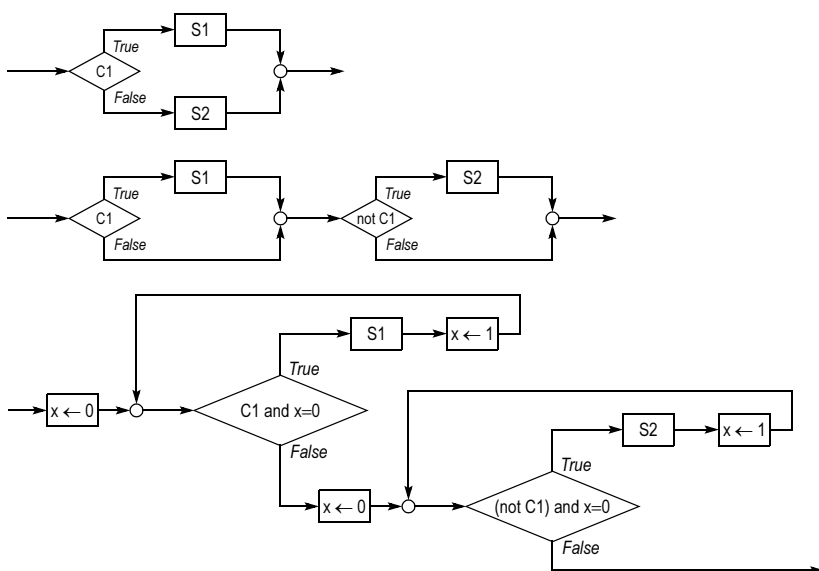 S1
True
C1
False
S2
S1
S2
True
True
C1
not C1
False
False
S1
x ← 1
True
x ← 0
C1 and x=0
S2
x ← 1
False
True
x ← 0
(not C1) and x=0
False